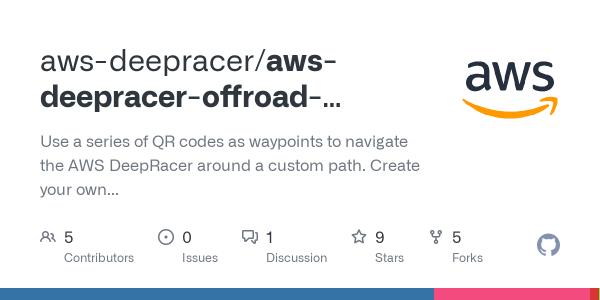 aws-deepracer/aws-
deepracer-offroad-...
aws
Use a series of QR codes as waypoints to navigate
the AWS DeepRacer around a custom path. Create
your own...
5 0 1 9 5
Contributors Issues Discussion Stars Forks